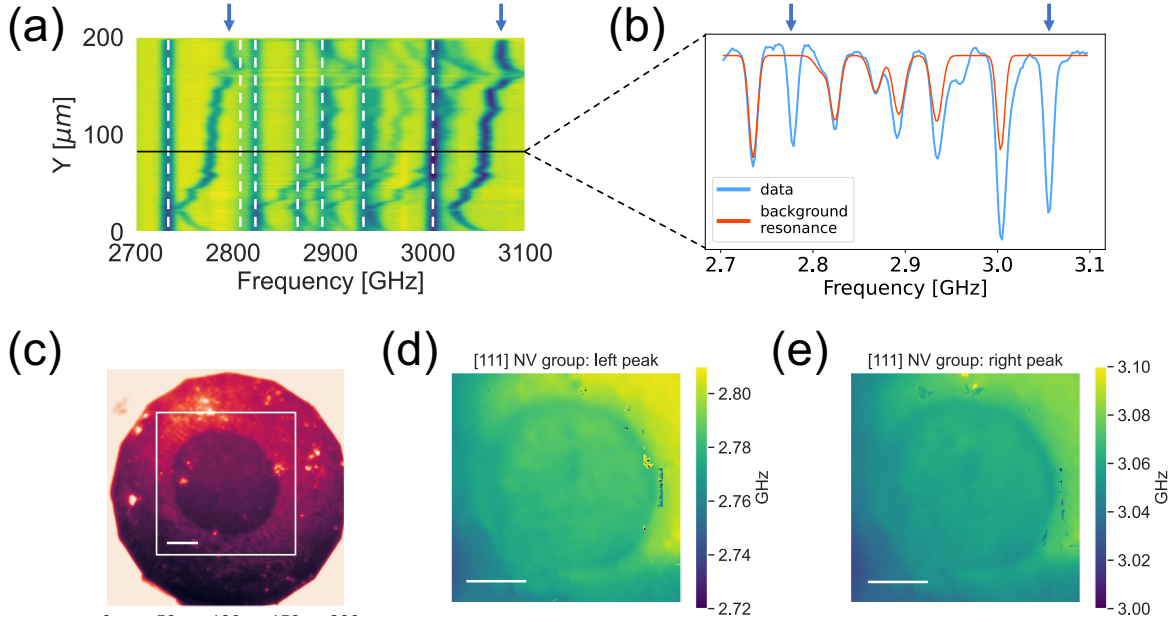 (a)
200
100
0
Y [μm]
2700 2800 2900 3000 3100
Frequency [GHz]
(b)
data
background
resonance
2.7 2.8 2.9 3.0 3.1
Frequency [GHz]
(c)
(d)
[111] NV group: left peak
2.80
2.78
2.76
2.74
2.72
GHz
(e)
[111] NV group: right peak
3.10
3.08
3.06
3.04
3.02
3.00
GHz